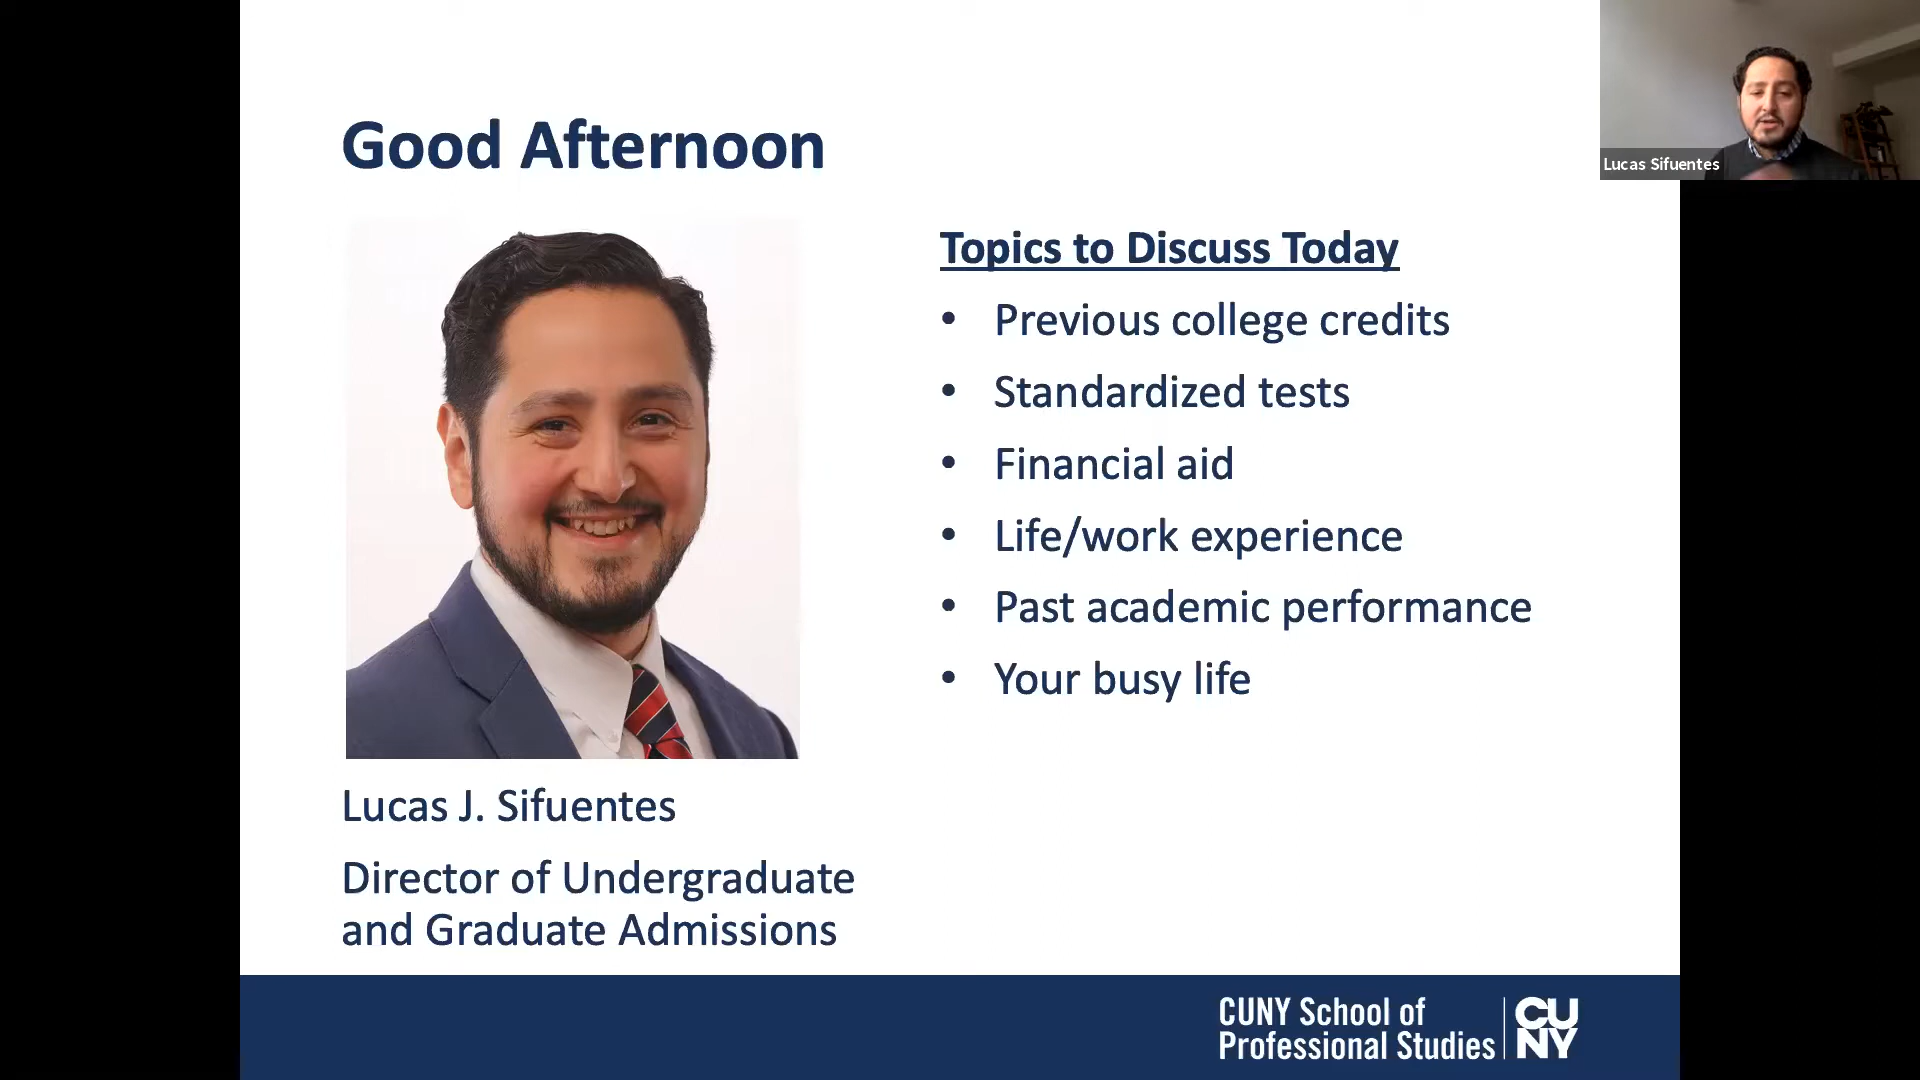 Good Afternoon
Lucas Sifuentes
Topics to Discuss Today
• Previous college credits
• Standardized tests
• Financial aid
• Life/work experience
• Past academic performance
• Your busy life
Lucas J. Sifuentes
Director of Undergraduate
and Graduate Admissions
CUNY School of
Professional Studies
CU
NY